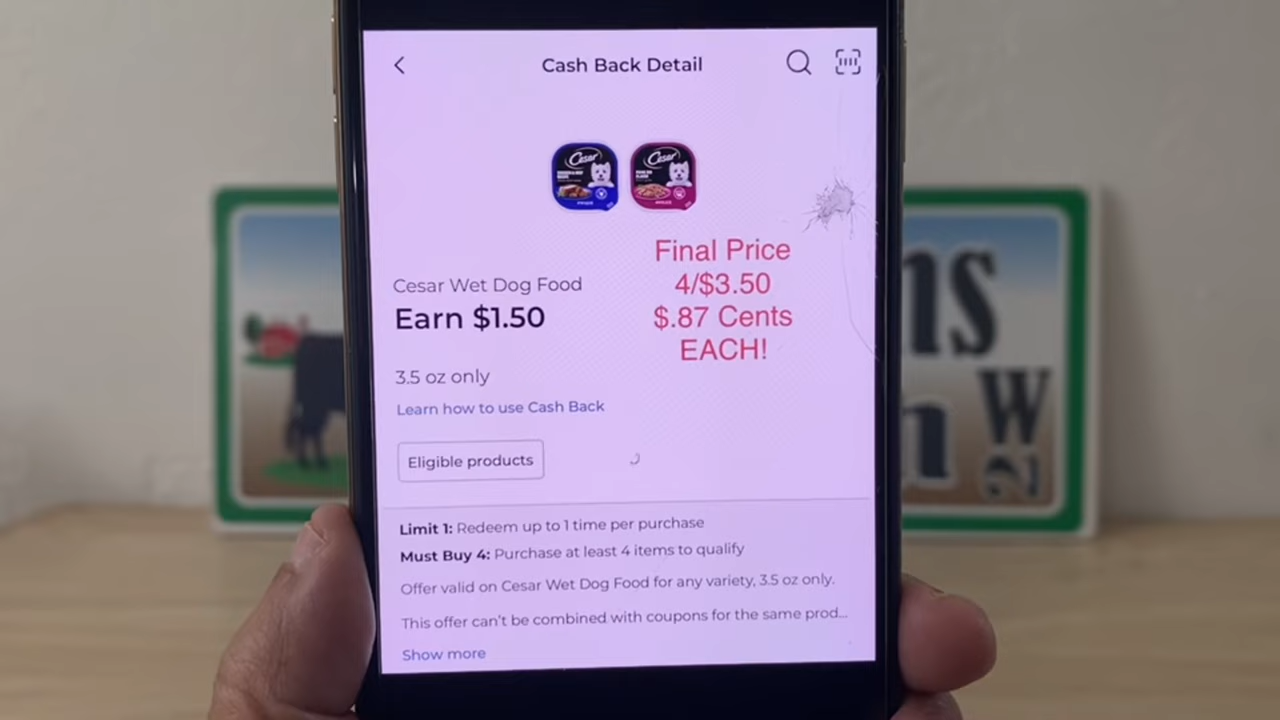 Cash Back Detail
Cesar
Cesar
Final Price
4/$3.50
$.87 Cents
EACH!
Cesar Wet Dog Food
Earn $1.50
3.5 oz only
Learn how to use Cash Back
Eligible products
Limit 1: Redeem up to 1 time per purchase
Must Buy 4: Purchase at least 4 items to qualify
Offer valid on Cesar Wet Dog Food for any variety, 3.5 oz only.
This offer can't be combined with coupons for the same prod...
Show more
ns
W
n